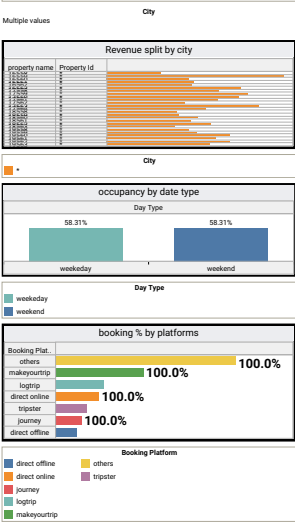 City
Multiple values
Revenue split by city
property name Property Id
City
*
occupancy by date type
Day Type
58.31% 58.31%
weekeday weekend
Day Type
weekeday
weekend
booking % by platforms
Booking Plat..
others 100.0%
makeyourtrip 100.0%
logtrip
direct online 100.0%
tripster
journey 100.0%
direct offline
Booking Platform
direct offline others
direct online tripster
journey
logtrip
makeyourtrip